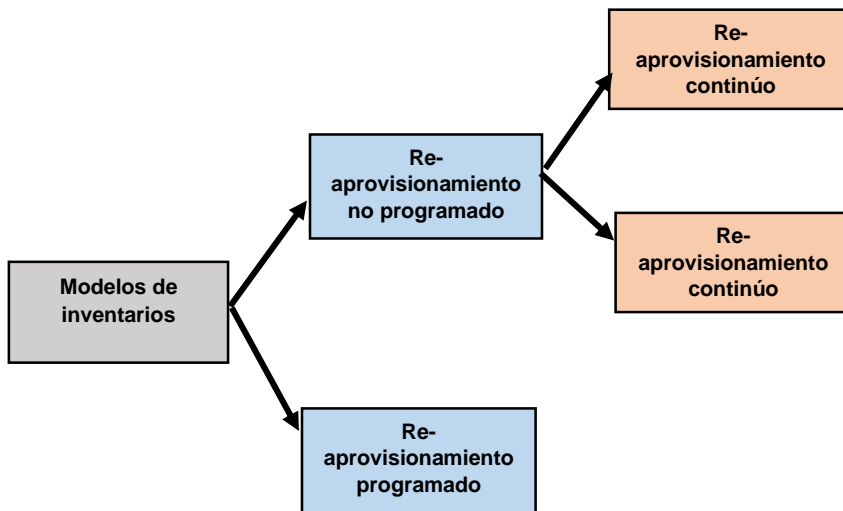 Modelos de
inventarios
Re-
aprovisionamiento
no programado
Re-
aprovisionamiento
programado
Re-
aprovisionamiento
continúo
Re-
aprovisionamiento
continúo